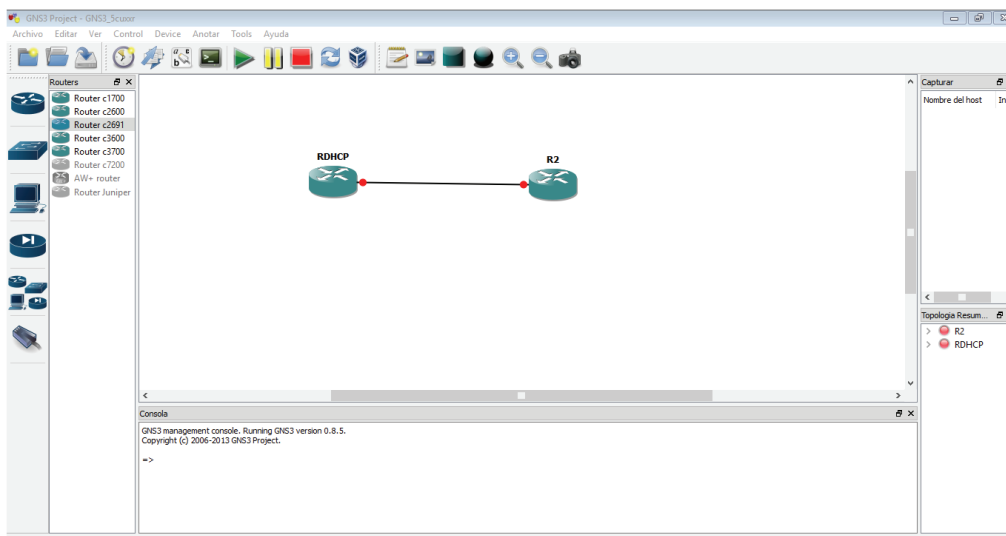 GNS3 Project - GNS3_5cuxor
Archivo Editar Ver Control Device Anotar Tools Ayuda
Routers
Router c1700
Router c2600
Router c2691
Router c3600
Router c3700
Router c7200
AW+ router
Router Juniper
RDHCP
R2
Capturar
Nombre del host In
Topologia Resum...
R2
RDHCP
Consola
GNS3 management console. Running GNS3 version 0.8.5.
Copyright (c) 2006-2013 GNS3 Project.
=>